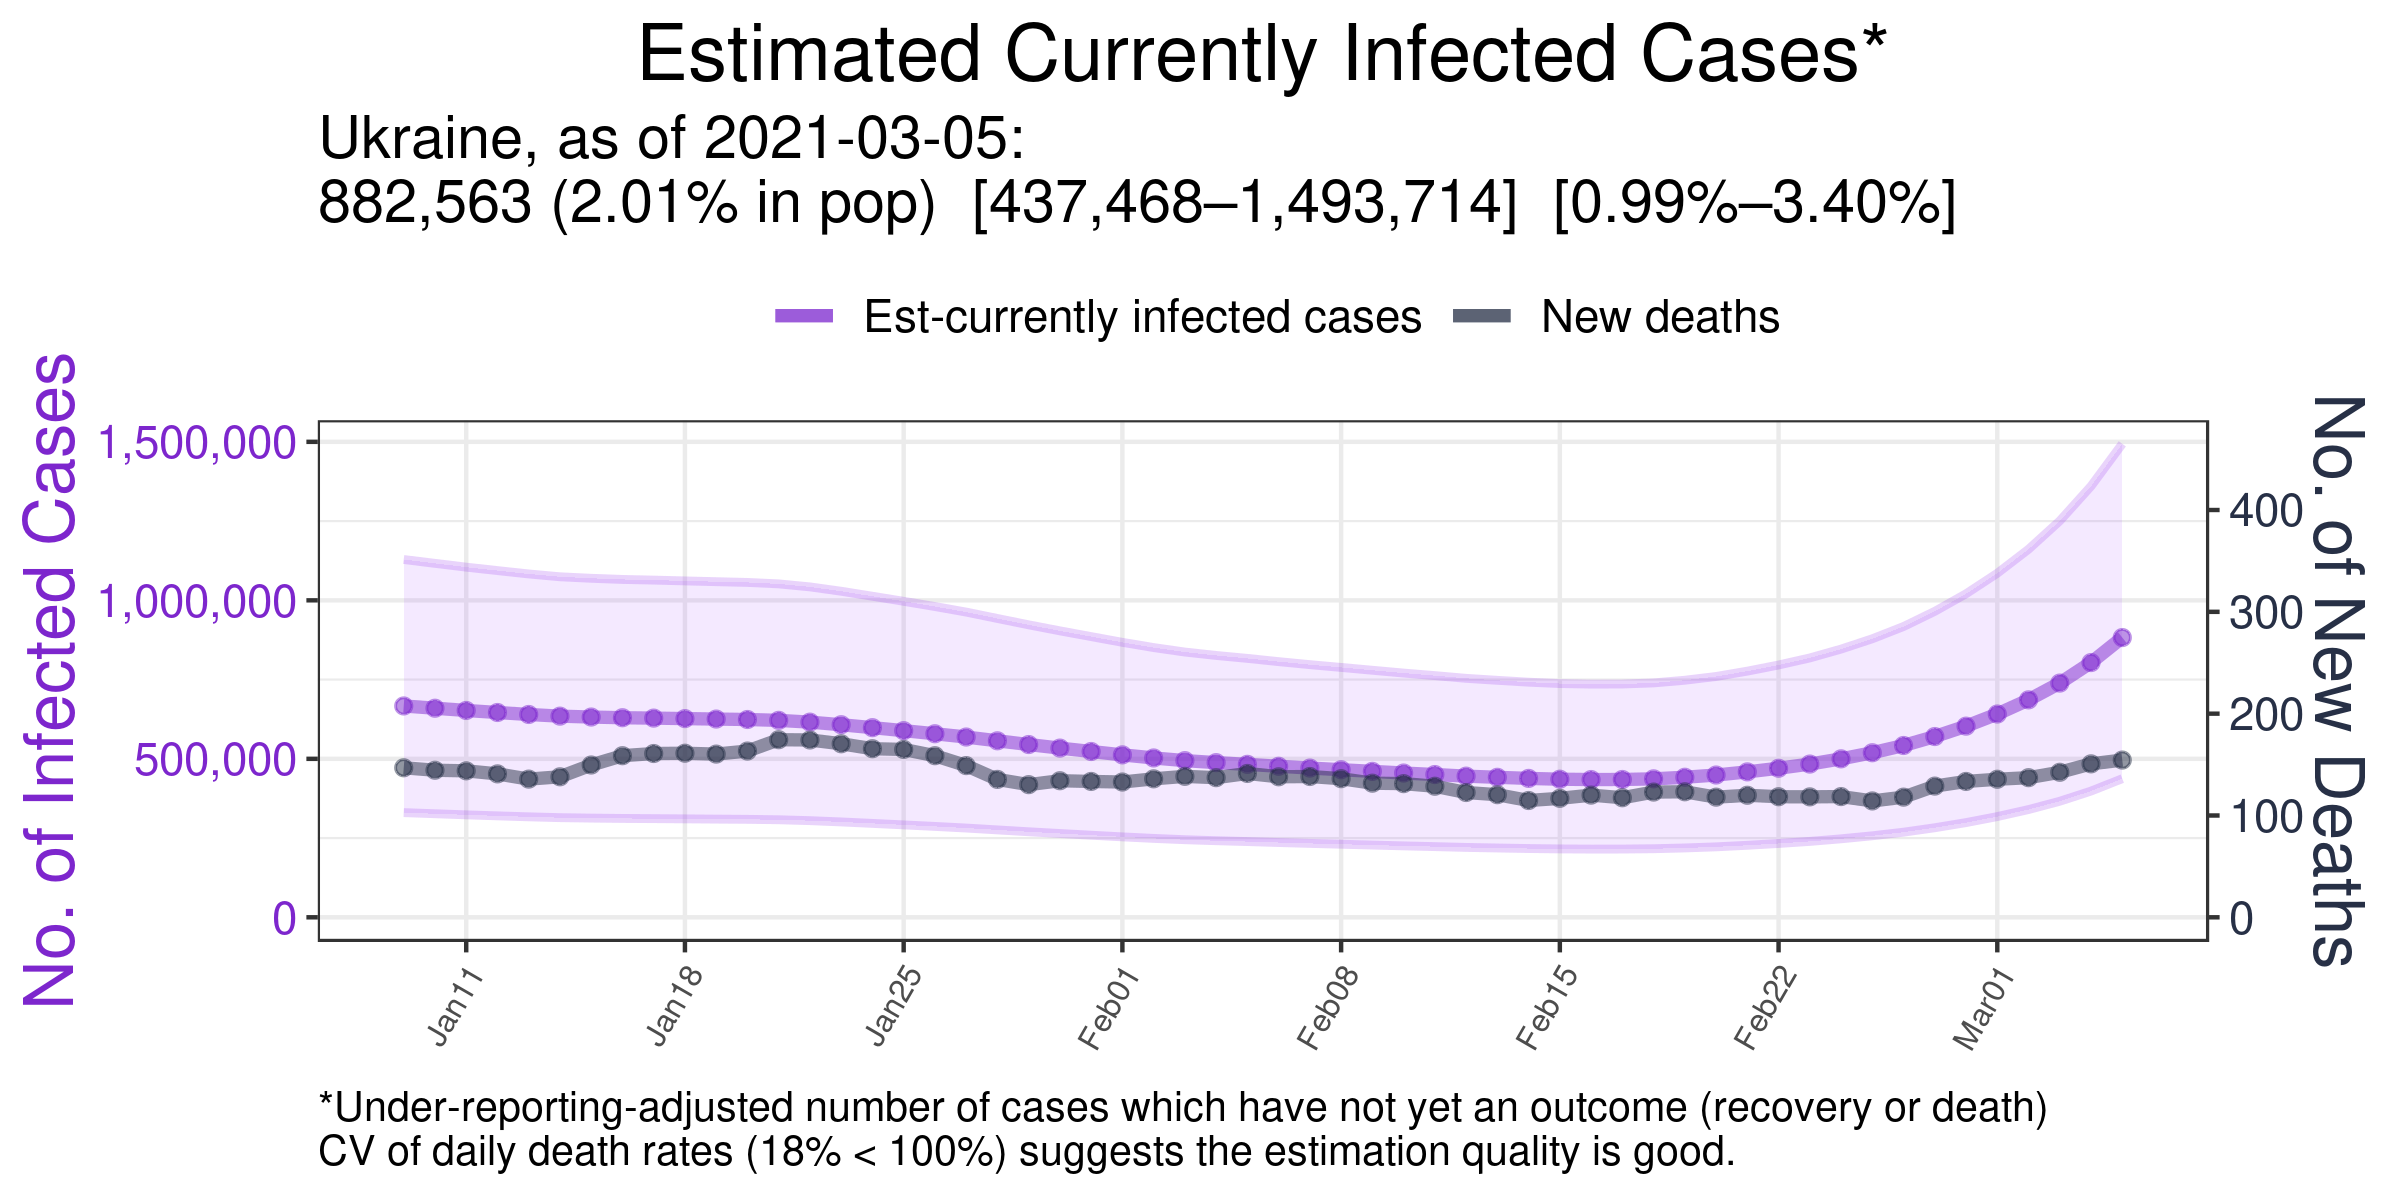 Estimated Currently Infected Cases*
Ukraine, as of 2021-03-05:
882,563 (2.01% in pop)  [437,468–1,493,714]  [0.99%–3.40%]
Est-currently infected cases
New deaths
No. of Infected Cases
1,500,000
1,000,000
500,000
0
No. of New Deaths
400
300
200
100
0
Jan11
Jan18
Jan25
Feb01
Feb08
Feb15
Feb22
Mar01
*Under-reporting-adjusted number of cases which have not yet an outcome (recovery or death)
CV of daily death rates (18% < 100%) suggests the estimation quality is good.